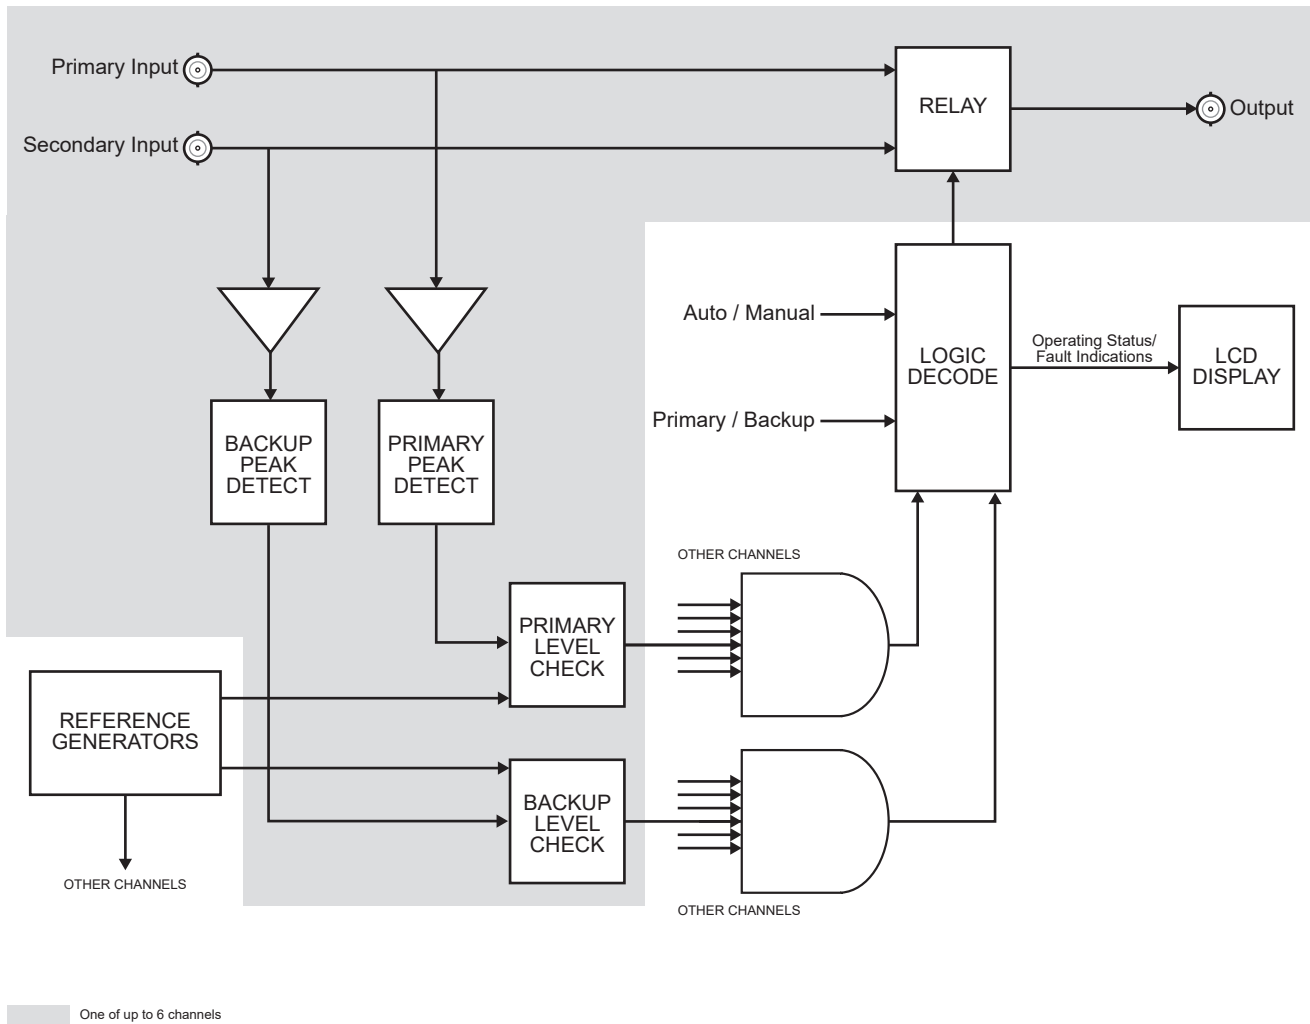 Primary Input
Secondary Input
RELAY
Output
Auto / Manual
Primary / Backup
LOGIC
DECODE
Operating Status/
Fault Indications
LCD
DISPLAY
BACKUP
PEAK
DETECT
PRIMARY
PEAK
DETECT
OTHER CHANNELS
PRIMARY
LEVEL
CHECK
REFERENCE
GENERATORS
BACKUP
LEVEL
CHECK
OTHER CHANNELS
OTHER CHANNELS
One of up to 6 channels